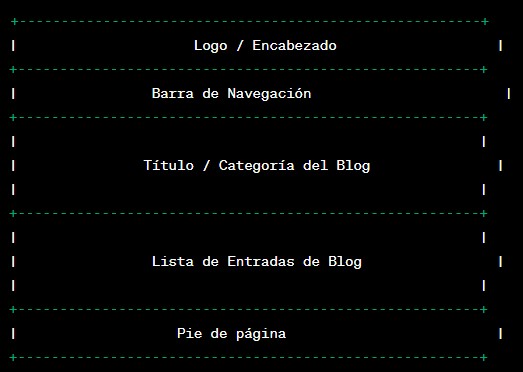 +--------------------------------------------------------+
|                     Logo / Encabezado                   |
+--------------------------------------------------------+
|                Barra de Navegación                       |
+--------------------------------------------------------+
|                                                        |
|               Título / Categoría del Blog               |
|                                                        |
+--------------------------------------------------------+
|                                                        |
|                Lista de Entradas de Blog                |
|                                                        |
+--------------------------------------------------------+
|                   Pie de página                         |
+--------------------------------------------------------+